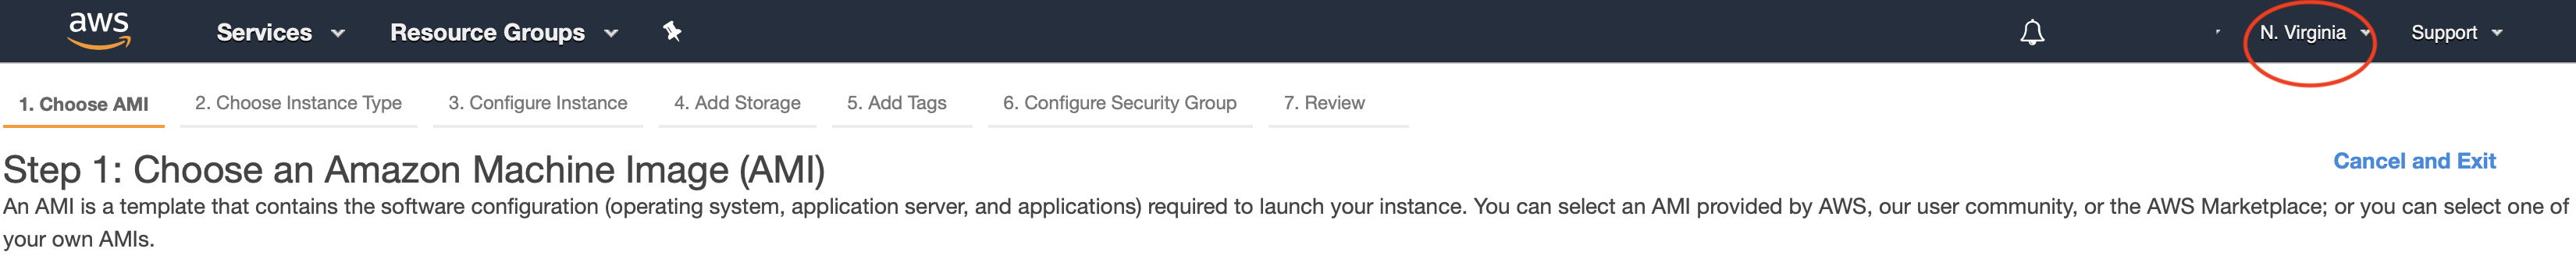 aws Services Resource Groups N. Virginia Support
1. Choose AMI 2. Choose Instance Type 3. Configure Instance 4. Add Storage 5. Add Tags 6. Configure Security Group 7. Review
Step 1: Choose an Amazon Machine Image (AMI) Cancel and Exit
An AMI is a template that contains the software configuration (operating system, application server, and applications) required to launch your instance. You can select an AMI provided by AWS, our user community, or the AWS Marketplace; or you can select one of
your own AMIs.